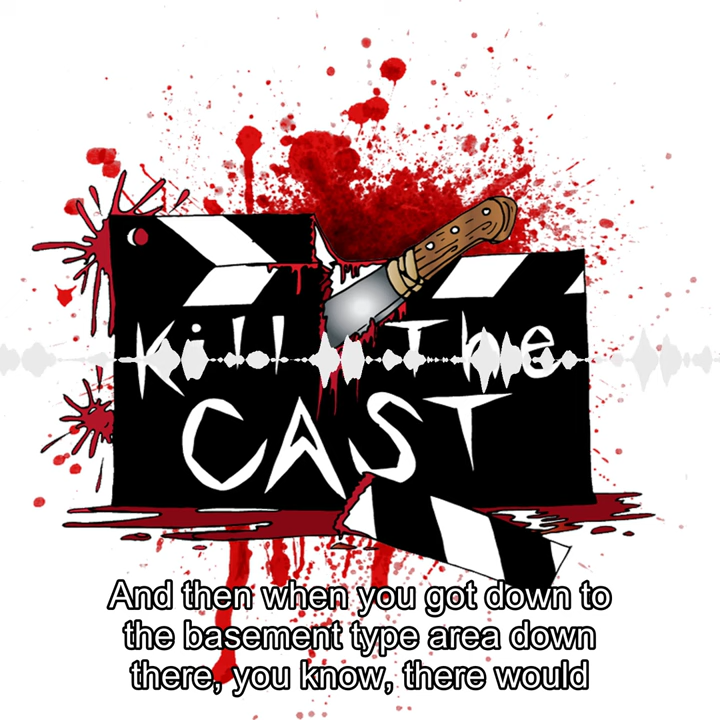 Kill The
CAST
And then when you got down to
the basement type area down
there, you know, there would